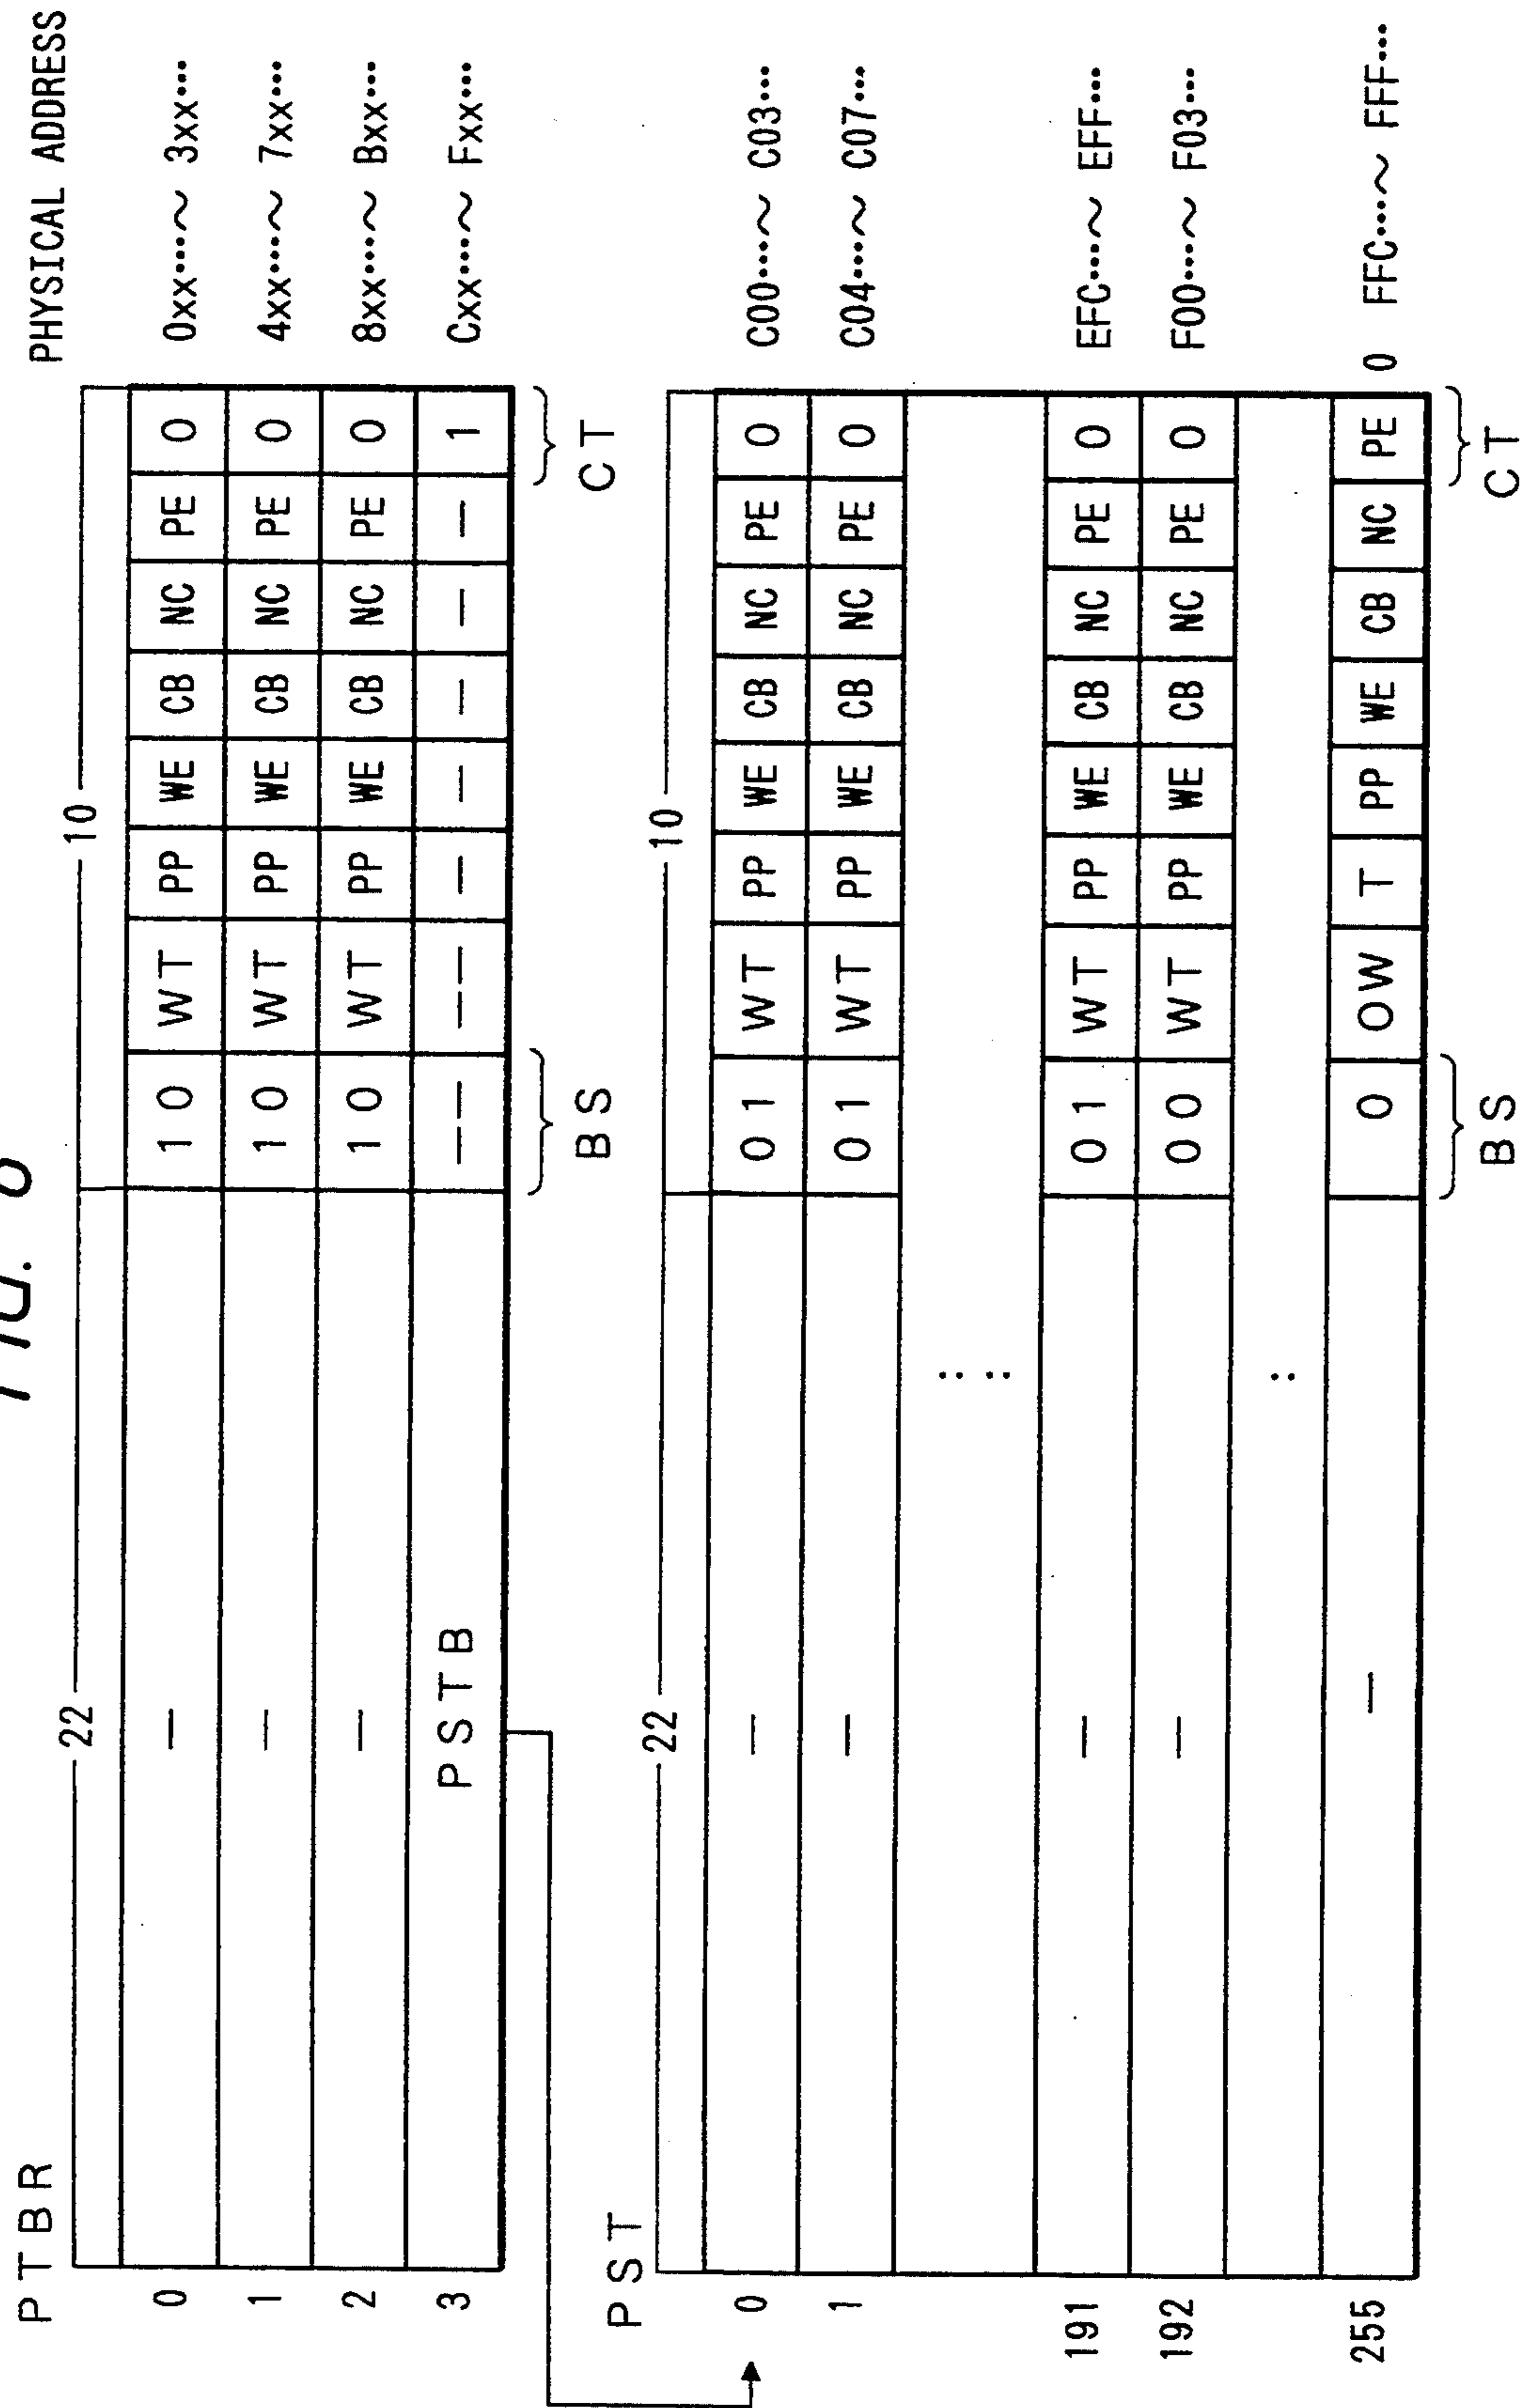 PHYSICAL ADDRESS
PTBR
22 10
0 — 10 WT PP WE CB NC PE 0 0xx···~ 3xx···
1 — 10 WT PP WE CB NC PE 0 4xx···~ 7xx···
2 — 10 WT PP WE CB NC PE 0 8xx···~ Bxx···
3 PSTB —— —— — — — — — 1 Cxx···~ Fxx···
BS CT
PST
22 10
0 — 01 WT PP WE CB NC PE 0 C00···~ C03···
1 — 01 WT PP WE CB NC PE 0 C04···~ C07···
: :
191 — 01 WT PP WE CB NC PE 0 EFC···~ EFF···
192 — 00 WT PP WE CB NC PE 0 F00···~ F03···
:
255 — 0 OW T PP WE CB NC PE 0 FFC···~ FFF···
BS CT